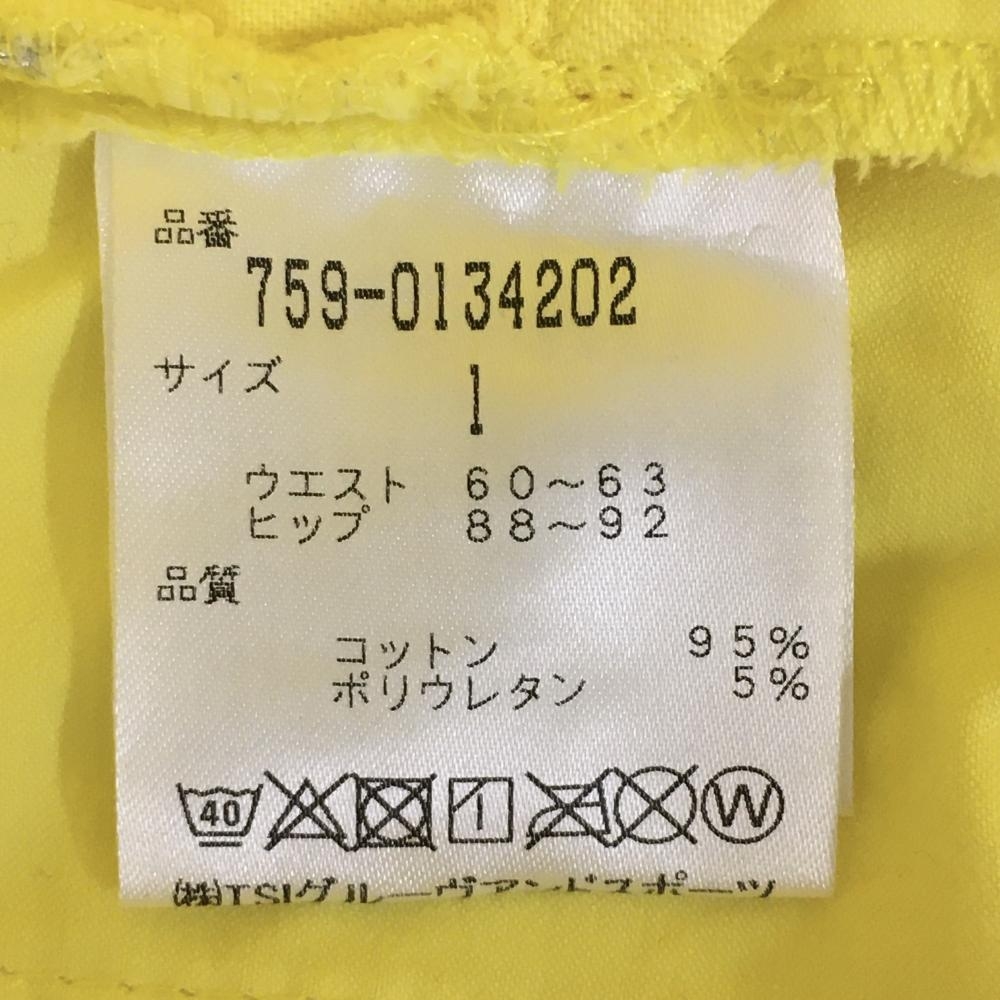 品番
759-0134202
サイズ 1
ウエスト 60～63
ヒップ 88～92
品質
コットン 95%
ポリウレタン 5%
40 W
㈱TSIグルーヴアンドスポーツ